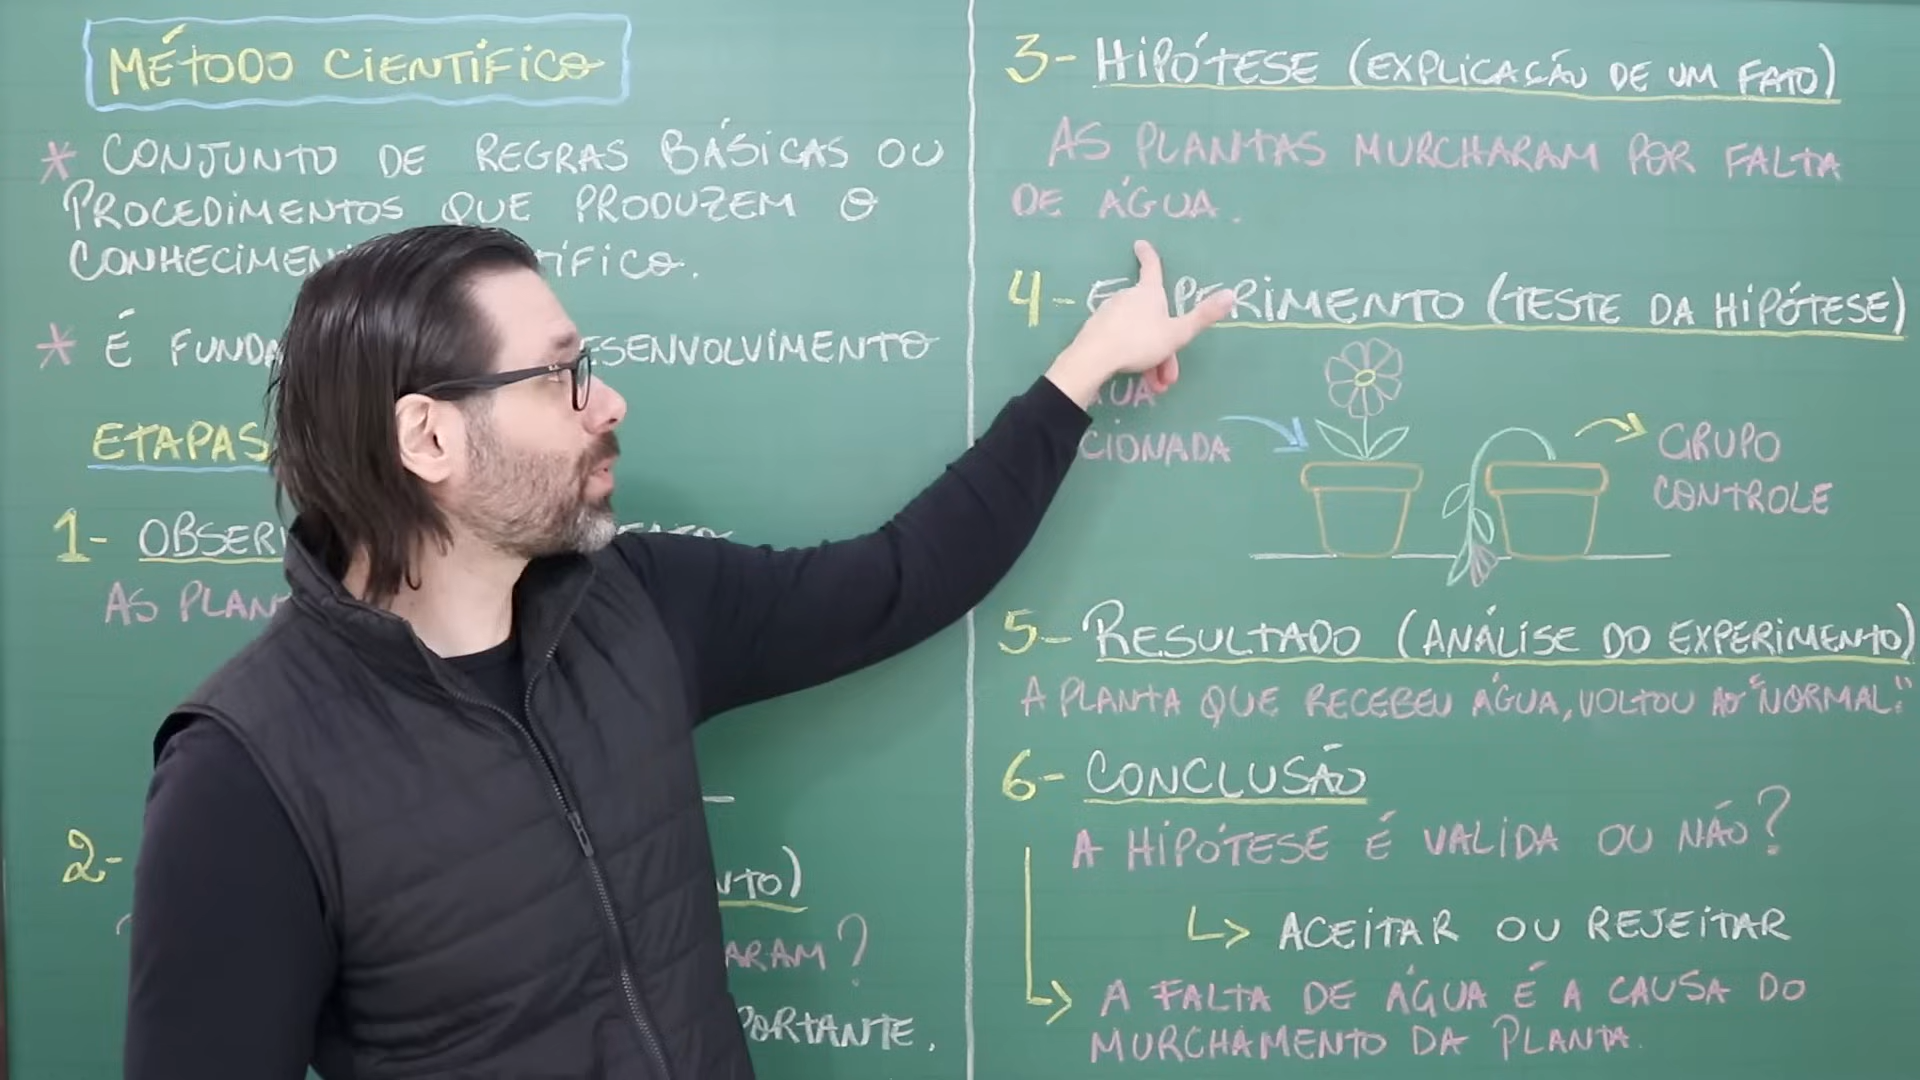 MÉTODO CIENTÍFICO
* CONJUNTO DE REGRAS BÁSICAS OU
PROCEDIMENTOS QUE PRODUZEM O
CONHECIMEN TÍFICO.
* É FUNDA ESENVOLVIMENTO
ETAPAS
1- OBSER
AS PLAN
2- NTO)
ARAM?
PORTANTE.
3- HIPÓTESE (EXPLICAÇÃO DE UM FATO)
AS PLANTAS MURCHARAM POR FALTA
DE ÁGUA.
4- E PERIMENTO (TESTE DA HIPÓTESE)
GUA
CIONADA
GRUPO
CONTROLE
5- RESULTADO (ANÁLISE DO EXPERIMENTO)
A PLANTA QUE RECEBEU ÁGUA, VOLTOU AO "NORMAL."
6- CONCLUSÃO
A HIPÓTESE É VALIDA OU NÃO?
↳ ACEITAR OU REJEITAR
A FALTA DE ÁGUA É A CAUSA DO
MURCHAMENTO DA PLANTA.